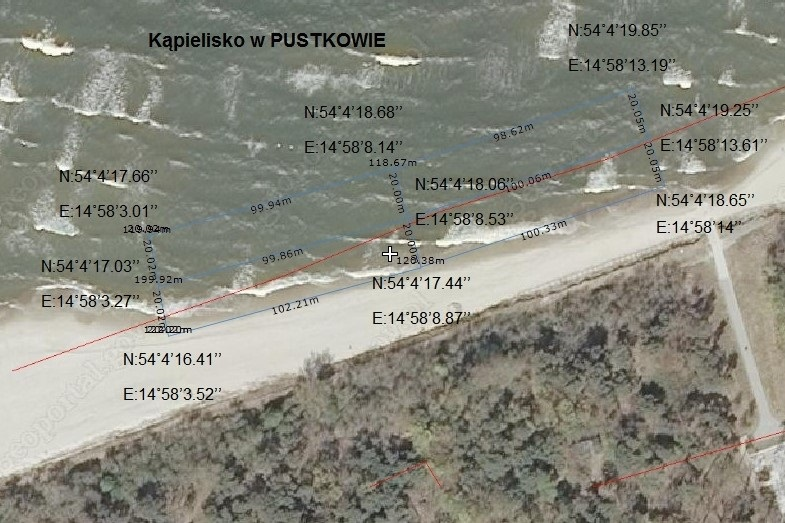 Kąpielisko w PUSTKOWIE
N:54˚4’19.85’’
E:14˚58’13.19’’
20.05m
N:54˚4’19.25’’
E:14˚58’13.61’’
20.05m
N:54˚4’18.68’’
E:14˚58’8.14’’
98.62m
118.67m
N:54˚4’18.06’’
E:14˚58’8.53’’
100.06m
20.00m
N:54˚4’17.66’’
E:14˚58’3.01’’
99.94m
N:54˚4’18.65’’
E:14˚58’14’’
100.33m
99.86m
120.38m
N:54˚4’17.03’’
E:14˚58’3.27’’
20.02m
199.92m
20.02m
N:54˚4’17.44’’
E:14˚58’8.87’’
102.21m
N:54˚4’16.41’’
E:14˚58’3.52’’